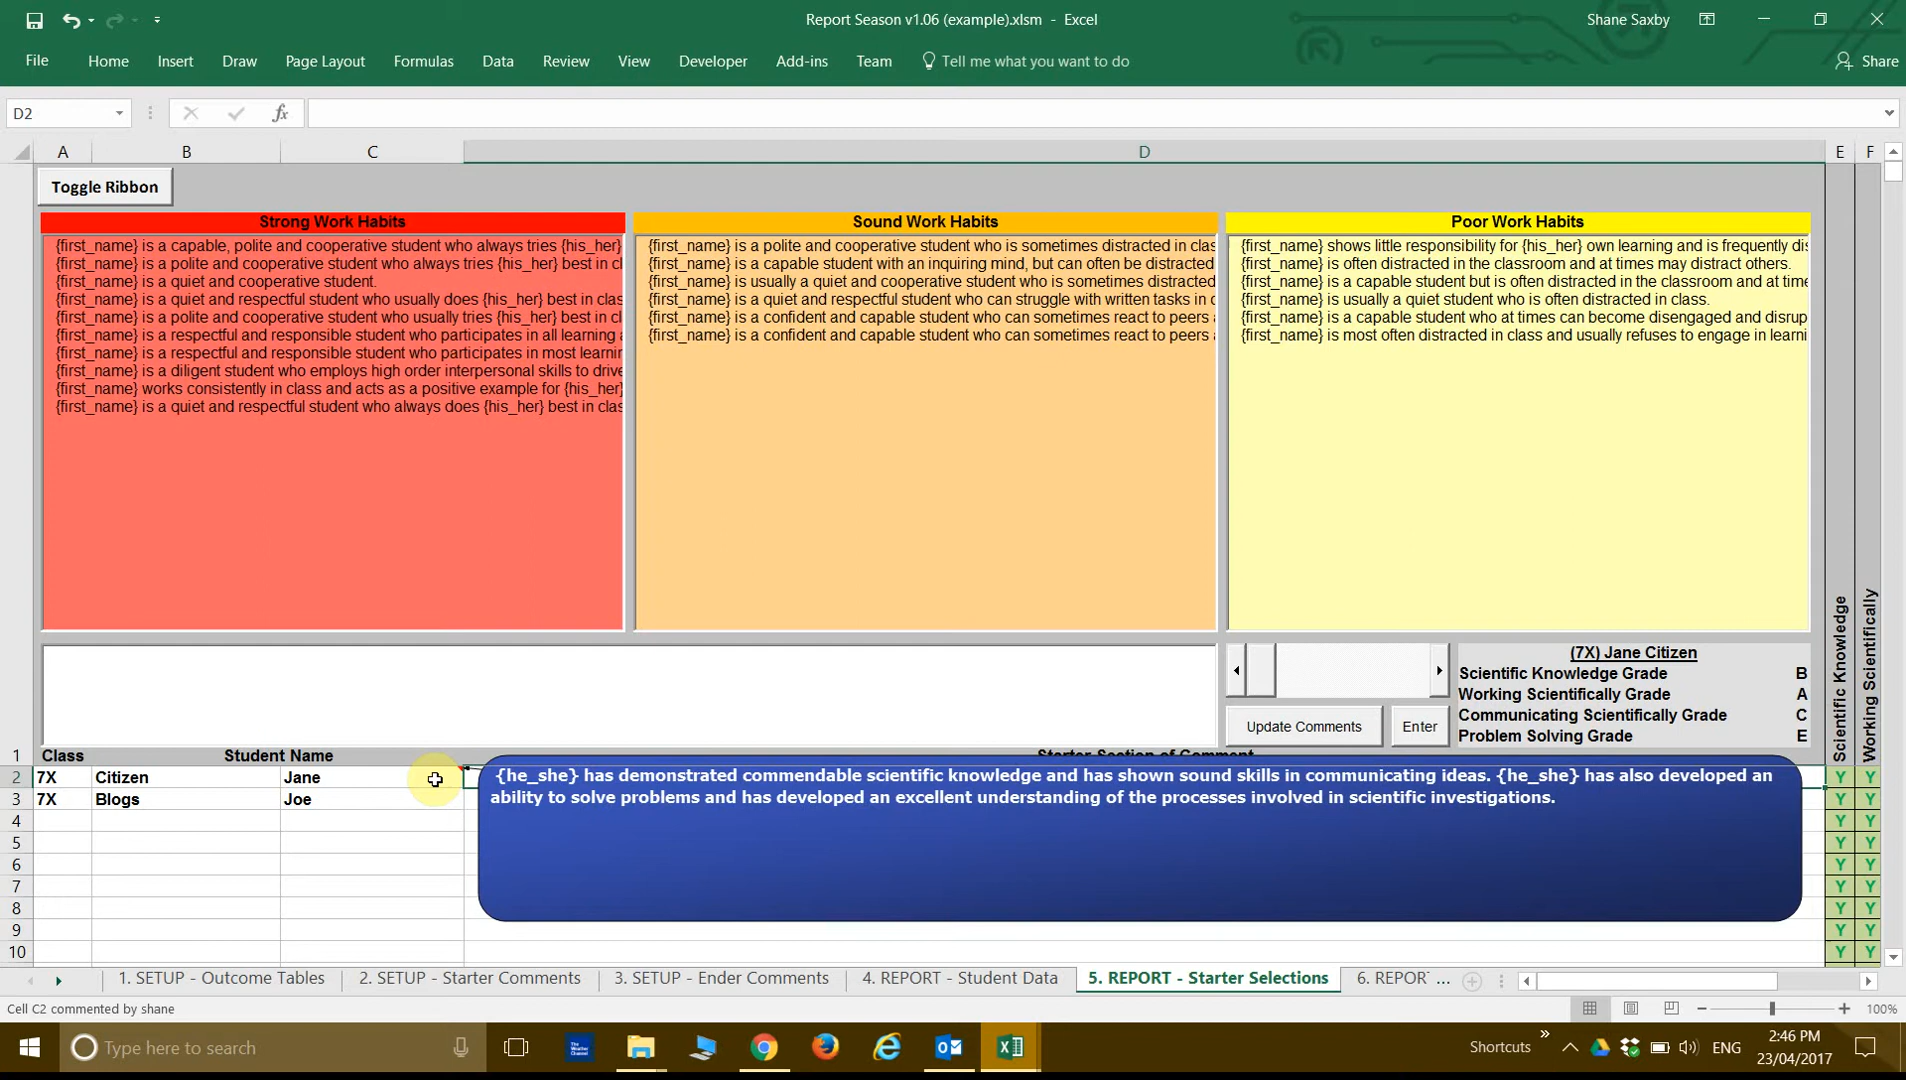 Report Season v1.06 (example).xlsm - Excel
Shane Saxby
File Home Insert Draw Page Layout Formulas Data Review View Developer Add-ins Team Tell me what you want to do Share
D2 fx
A B C D E F
Toggle Ribbon
Strong Work Habits
{first_name} is a capable, polite and cooperative student who always tries {his_her}
{first_name} is a polite and cooperative student who always tries {his_her} best in cl
{first_name} is a quiet and cooperative student.
{first_name} is a quiet and respectful student who usually does {his_her} best in class
{first_name} is a polite and cooperative student who usually tries {his_her} best in cl
{first_name} is a respectful and responsible student who participates in all learning
{first_name} is a respectful and responsible student who participates in most learnin
{first_name} is a diligent student who employs high order interpersonal skills to drive
{first_name} works consistently in class and acts as a positive example for {his_her}
{first_name} is a quiet and respectful student who always does {his_her} best in class
Sound Work Habits
{first_name} is a polite and cooperative student who is sometimes distracted in clas
{first_name} is a capable student with an inquiring mind, but can often be distracted
{first_name} is usually a quiet and cooperative student who is sometimes distracted
{first_name} is a quiet and respectful student who can struggle with written tasks in c
{first_name} is a confident and capable student who can sometimes react to peers
{first_name} is a confident and capable student who can sometimes react to peers
Poor Work Habits
{first_name} shows little responsibility for {his_her} own learning and is frequently dis
{first_name} is often distracted in the classroom and at times may distract others.
{first_name} is a capable student but is often distracted in the classroom and at time
{first_name} is usually a quiet student who is often distracted in class.
{first_name} is a capable student who at times can become disengaged and disrup
{first_name} is most often distracted in class and usually refuses to engage in learni
(7X) Jane Citizen
Scientific Knowledge Grade B
Working Scientifically Grade A
Communicating Scientifically Grade C
Problem Solving Grade E
Update Comments Enter
Scientific Knowledge
Working Scientifically
1 Class Student Name Starter Section of Comment
2 7X Citizen Jane Y Y
{he_she} has demonstrated commendable scientific knowledge and has shown sound skills in communicating ideas. {he_she} has also developed an
ability to solve problems and has developed an excellent understanding of the processes involved in scientific investigations.
3 7X Blogs Joe Y Y
4 Y Y
5 Y Y
6 Y Y
7 Y Y
8 Y Y
9 Y Y
10 Y Y
1. SETUP - Outcome Tables 2. SETUP - Starter Comments 3. SETUP - Ender Comments 4. REPORT - Student Data 5. REPORT - Starter Selections 6. REPOR ...
Cell C2 commented by shane 100%
Type here to search
The Weather Channel
Shortcuts » ENG
2:46 PM
23/04/2017